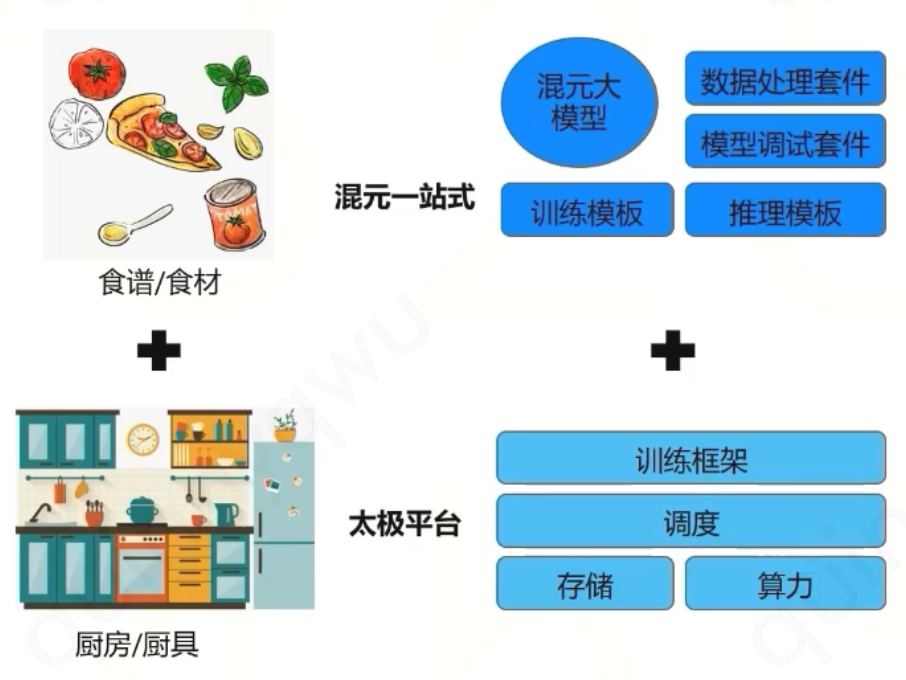 混元大
模型
数据处理套件
模型调试套件
混元一站式
训练模板
推理模板
TOMAT
食谱/食材
训练框架
太极平台
调度
存储
算力
厨房/厨具